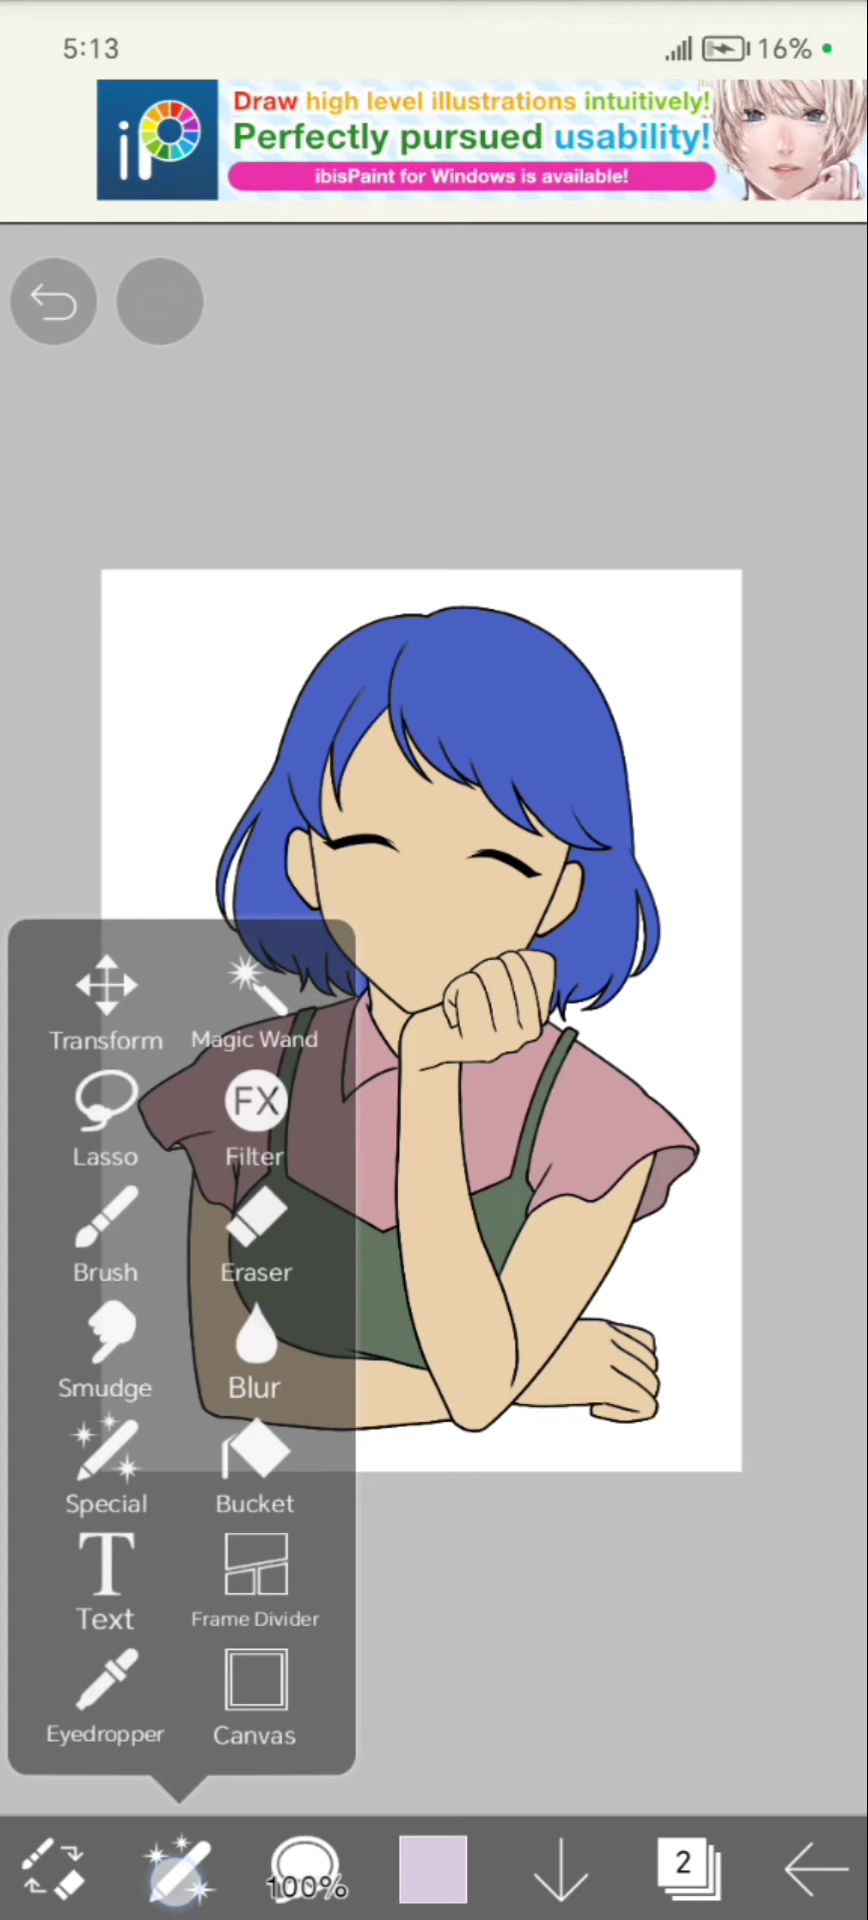 5:13
16%
iP
Draw high level illustrations intuitively!
Perfectly pursued usability!
ibisPaint for Windows is available!
Transform
Magic Wand
Lasso
FX
Filter
Brush
Eraser
Smudge
Blur
Special
Bucket
T
Text
Frame Divider
Eyedropper
Canvas
100%
2